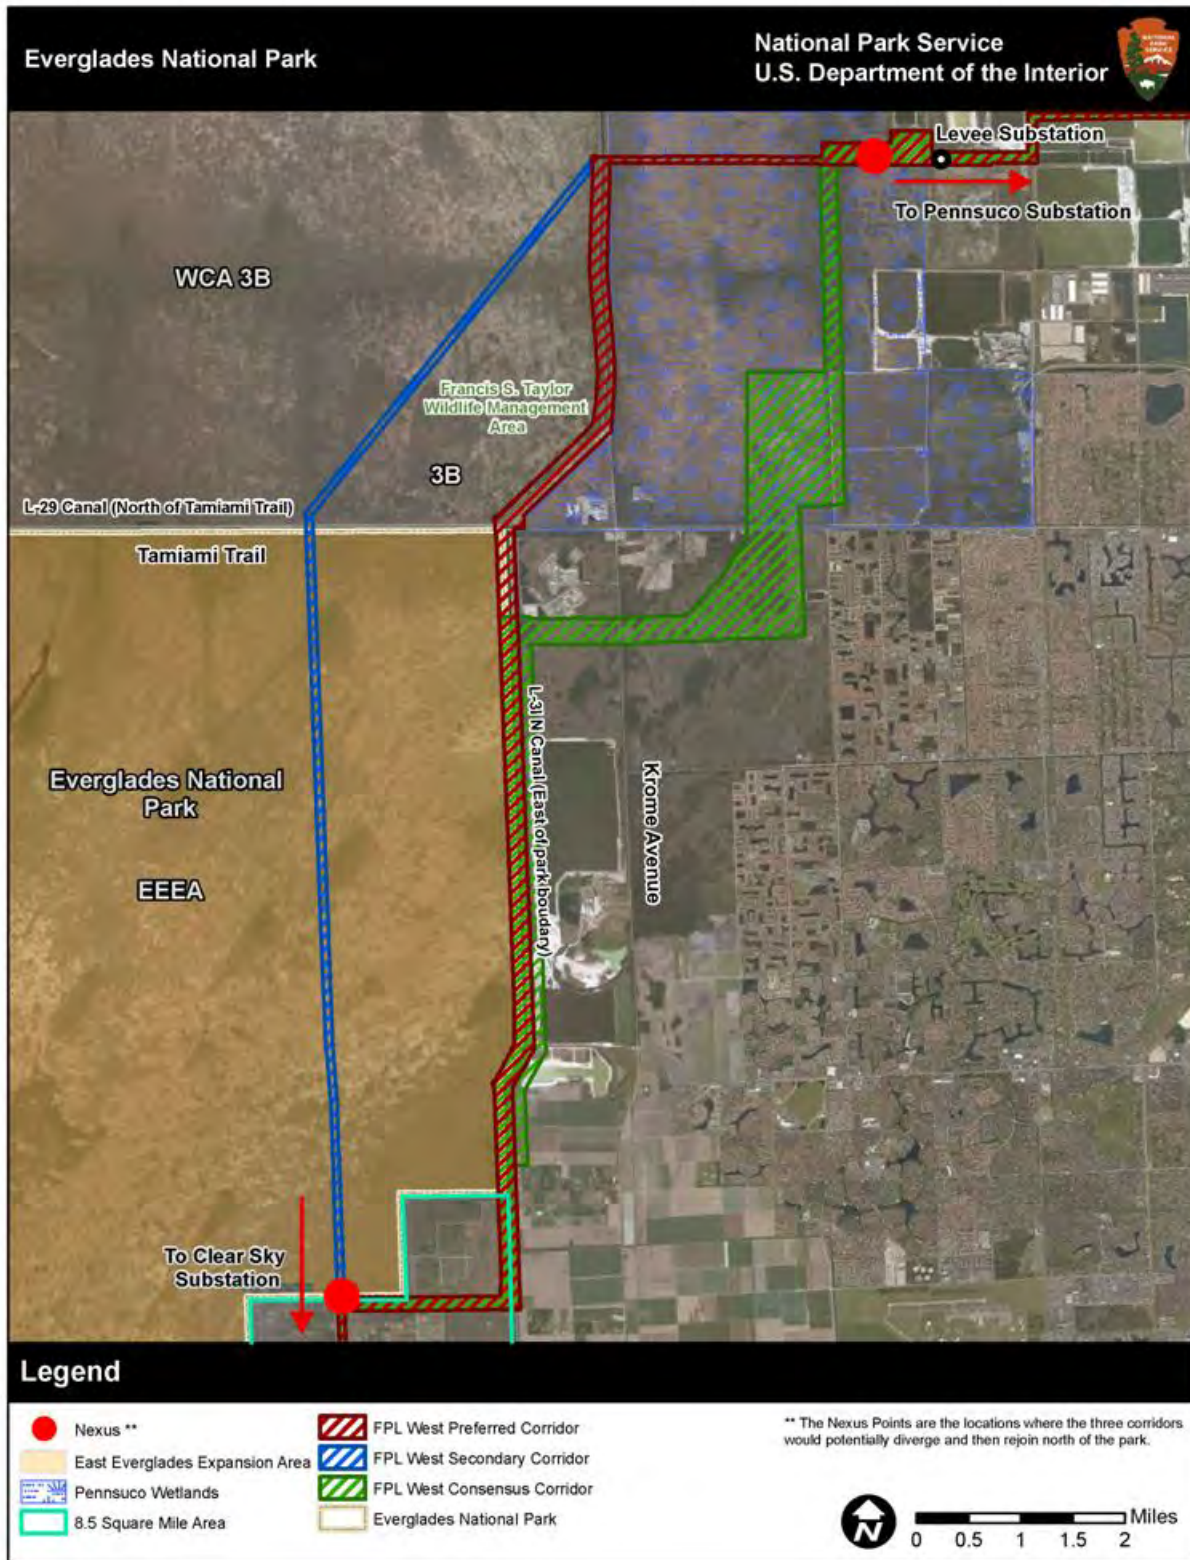 Everglades National Park
National Park Service
U.S. Department of the Interior
NATIONAL
PARK
SERVICE
Levee Substation
To Pennsuco Substation
WCA 3B
Francis S. Taylor
Wildlife Management
Area
3B
L-29 Canal (North of Tamiami Trail)
Tamiami Trail
L-31 N Canal (East of park boudary)
Krome Avenue
Everglades National
Park
EEEA
To Clear Sky
Substation
Legend
Nexus **
East Everglades Expansion Area
Pennsuco Wetlands
8.5 Square Mile Area
FPL West Preferred Corridor
FPL West Secondary Corridor
FPL West Consensus Corridor
Everglades National Park
** The Nexus Points are the locations where the three corridors
would potentially diverge and then rejoin north of the park.
N
Miles
0 0.5 1 1.5 2